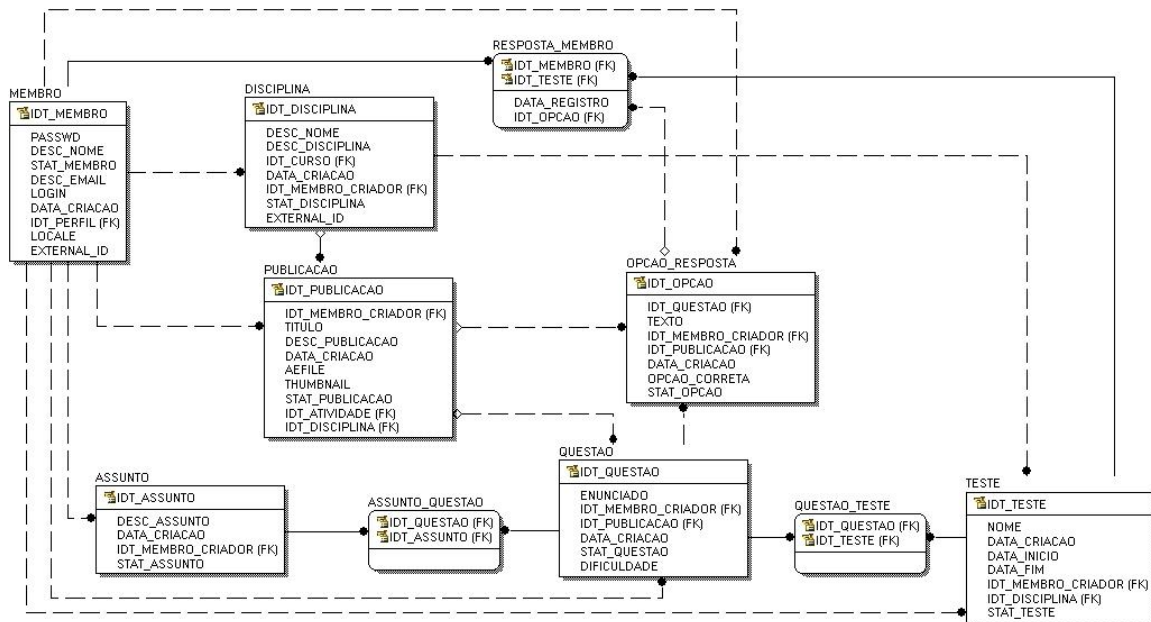 RESPOSTA_MEMBRO
IDT_MEMBRO (FK)
IDT_TESTE (FK)
DATA_REGISTRO
IDT_OPCAO (FK)
MEMBRO
IDT_MEMBRO
PASSWD
DESC_NOME
STAT_MEMBRO
DESC_EMAIL
LOGIN
DATA_CRIACAO
IDT_PERFIL (FK)
LOCALE
EXTERNAL_ID
DISCIPLINA
IDT_DISCIPLINA
DESC_NOME
DESC_DISCIPLINA
IDT_CURSO (FK)
DATA_CRIACAO
IDT_MEMBRO_CRIADOR (FK)
STAT_DISCIPLINA
EXTERNAL_ID
PUBLICACAO
IDT_PUBLICACAO
IDT_MEMBRO_CRIADOR (FK)
TITULO
DESC_PUBLICACAO
DATA_CRIACAO
AEFILE
THUMBNAIL
STAT_PUBLICACAO
IDT_ATIVIDADE (FK)
IDT_DISCIPLINA (FK)
OPCAO_RESPOSTA
IDT_OPCAO
IDT_QUESTAO (FK)
TEXTO
IDT_MEMBRO_CRIADOR (FK)
IDT_PUBLICACAO (FK)
DATA_CRIACAO
OPCAO_CORRETA
STAT_OPCAO
ASSUNTO
IDT_ASSUNTO
DESC_ASSUNTO
DATA_CRIACAO
IDT_MEMBRO_CRIADOR (FK)
STAT_ASSUNTO
ASSUNTO_QUESTAO
IDT_QUESTAO (FK)
IDT_ASSUNTO (FK)
QUESTAO
IDT_QUESTAO
ENUNCIADO
IDT_MEMBRO_CRIADOR (FK)
IDT_PUBLICACAO (FK)
DATA_CRIACAO
STAT_QUESTAO
DIFICULDADE
QUESTAO_TESTE
IDT_QUESTAO (FK)
IDT_TESTE (FK)
TESTE
IDT_TESTE
NOME
DATA_CRIACAO
DATA_INICIO
DATA_FIM
IDT_MEMBRO_CRIADOR (FK)
IDT_DISCIPLINA (FK)
STAT_TESTE